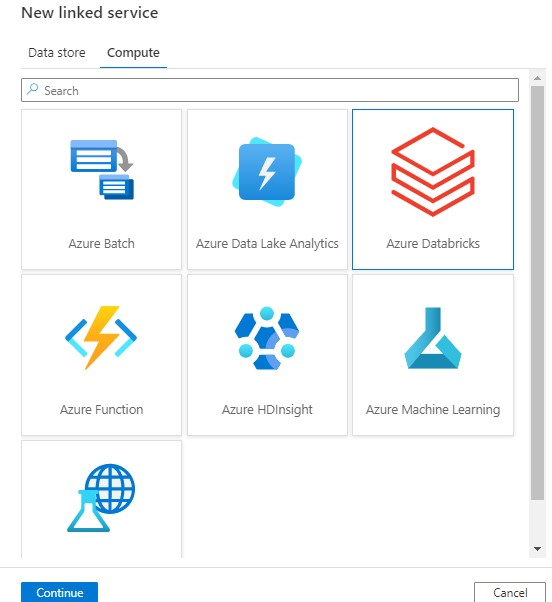 New linked service
Data store Compute
Search
Azure Batch
Azure Data Lake Analytics
Azure Databricks
Azure Function
Azure HDInsight
Azure Machine Learning
Continue
Cancel